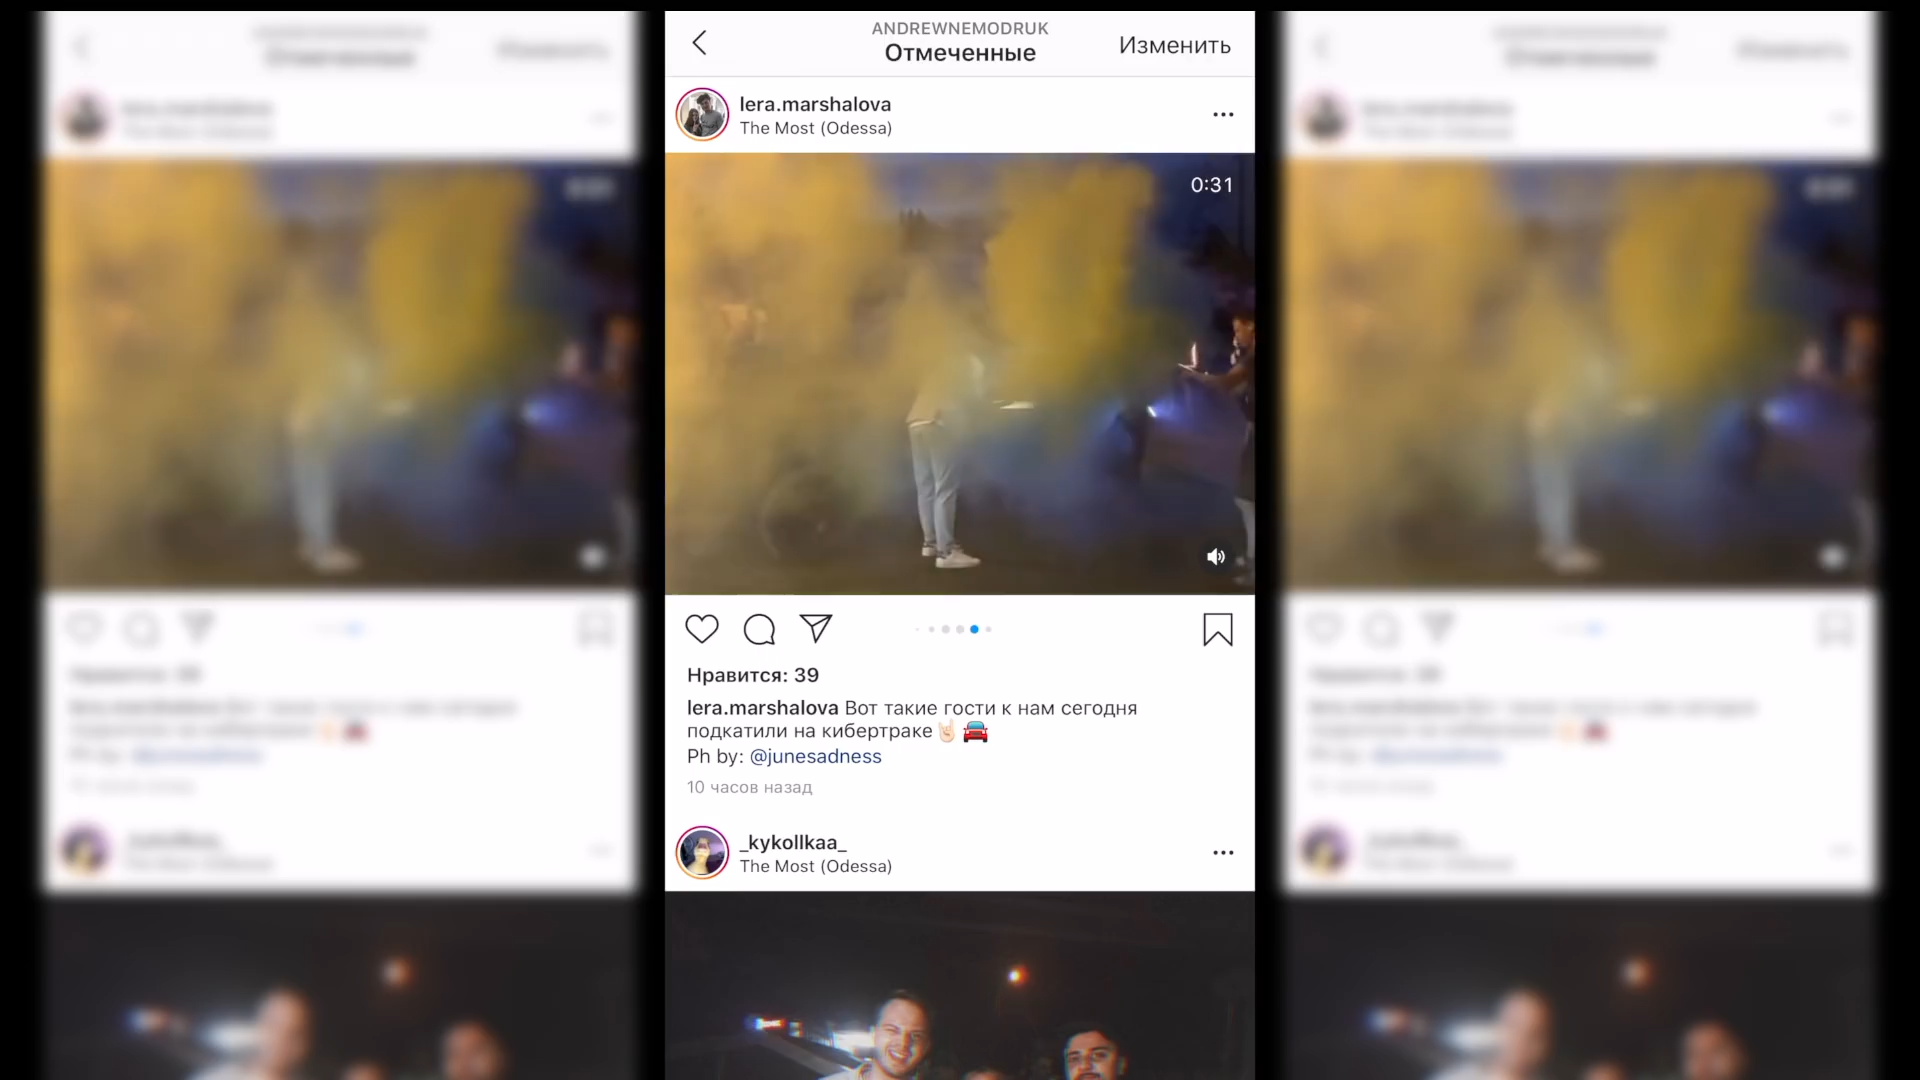 ANDREWNEMODRUK
Отмеченные
Изменить
lera.marshalova
The Most (Odessa)
0:31
Нравится: 39
lera.marshalova Вот такие гости к нам сегодня
подкатили на кибертраке🤘🏻🚘
Ph by: @junesadness
10 часов назад
_kykollkaa_
The Most (Odessa)